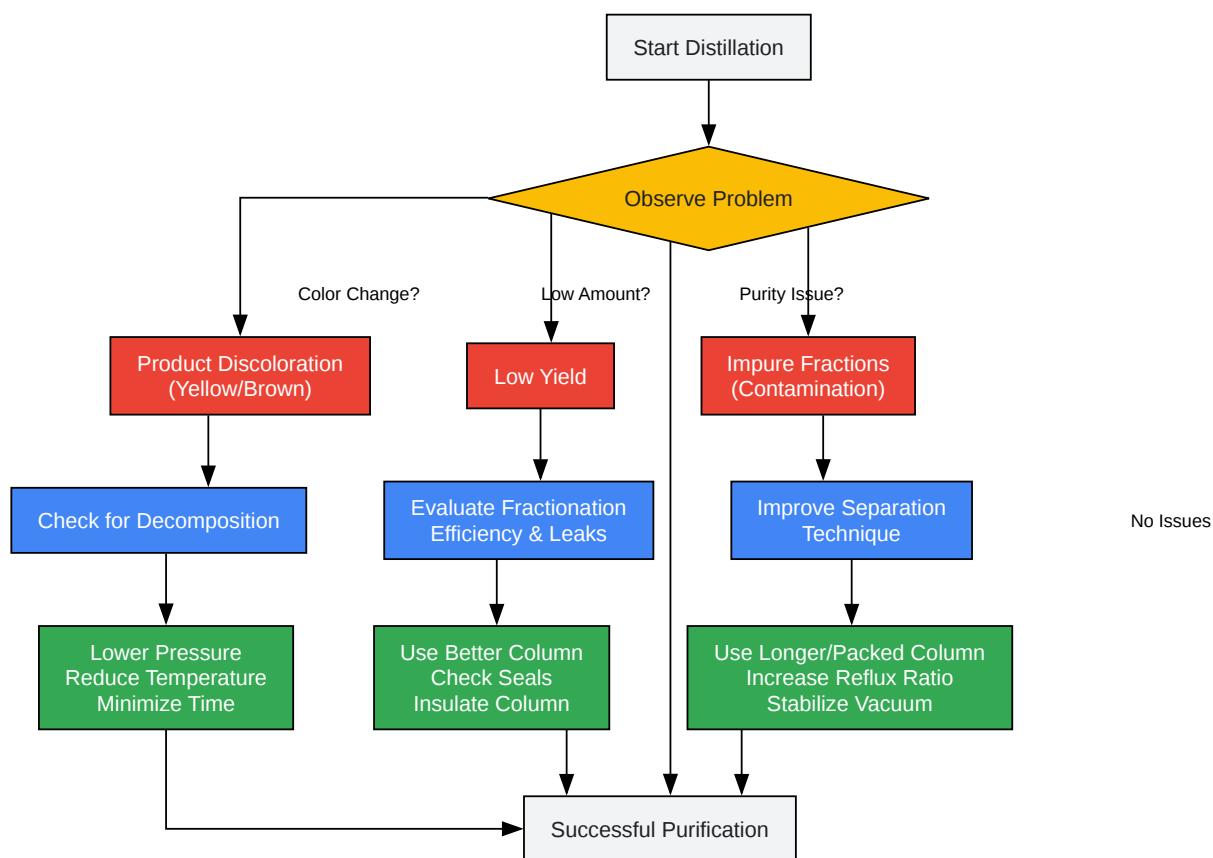 Start Distillation
Observe Problem
Color Change?
Low Amount?
Purity Issue?
Product Discoloration
(Yellow/Brown)
Low Yield
Impure Fractions
(Contamination)
Check for Decomposition
Evaluate Fractionation
Efficiency & Leaks
Improve Separation
Technique
No Issues
Lower Pressure
Reduce Temperature
Minimize Time
Use Better Column
Check Seals
Insulate Column
Use Longer/Packed Column
Increase Reflux Ratio
Stabilize Vacuum
Successful Purification